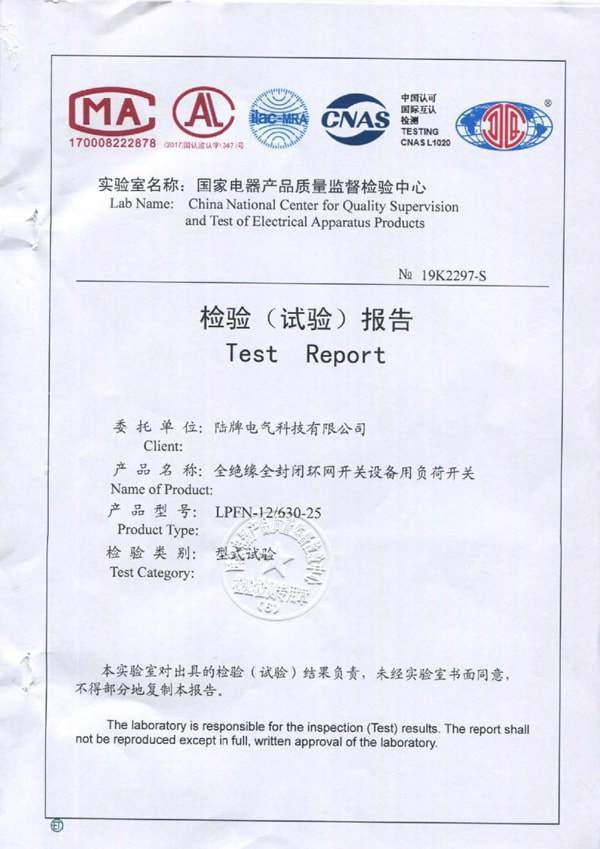 CMA
170008222878
AL
(2017)国认监认字(347)号
ilac-MRA
CNAS
中国认可
国际互认
检测
TESTING
CNAS L1020
®
实验室名称: 国家电器产品质量监督检验中心
Lab Name: China National Center for Quality Supervision
and Test of Electrical Apparatus Products
№ 19K2297-S
检验（试验）报告
Test Report
委托单位: 陆牌电气科技有限公司
Client:
产品名称: 全绝缘全封闭环网开关设备用负荷开关
Name of Product:
产品型号: LPFN-12/630-25
Product Type:
检验类别: 型式试验
Test Category:
本实验室对出具的检验（试验）结果负责，未经实验室书面同意，
不得部分地复制本报告。
The laboratory is responsible for the inspection (Test) results. The report shall
not be reproduced except in full, written approval of the laboratory.